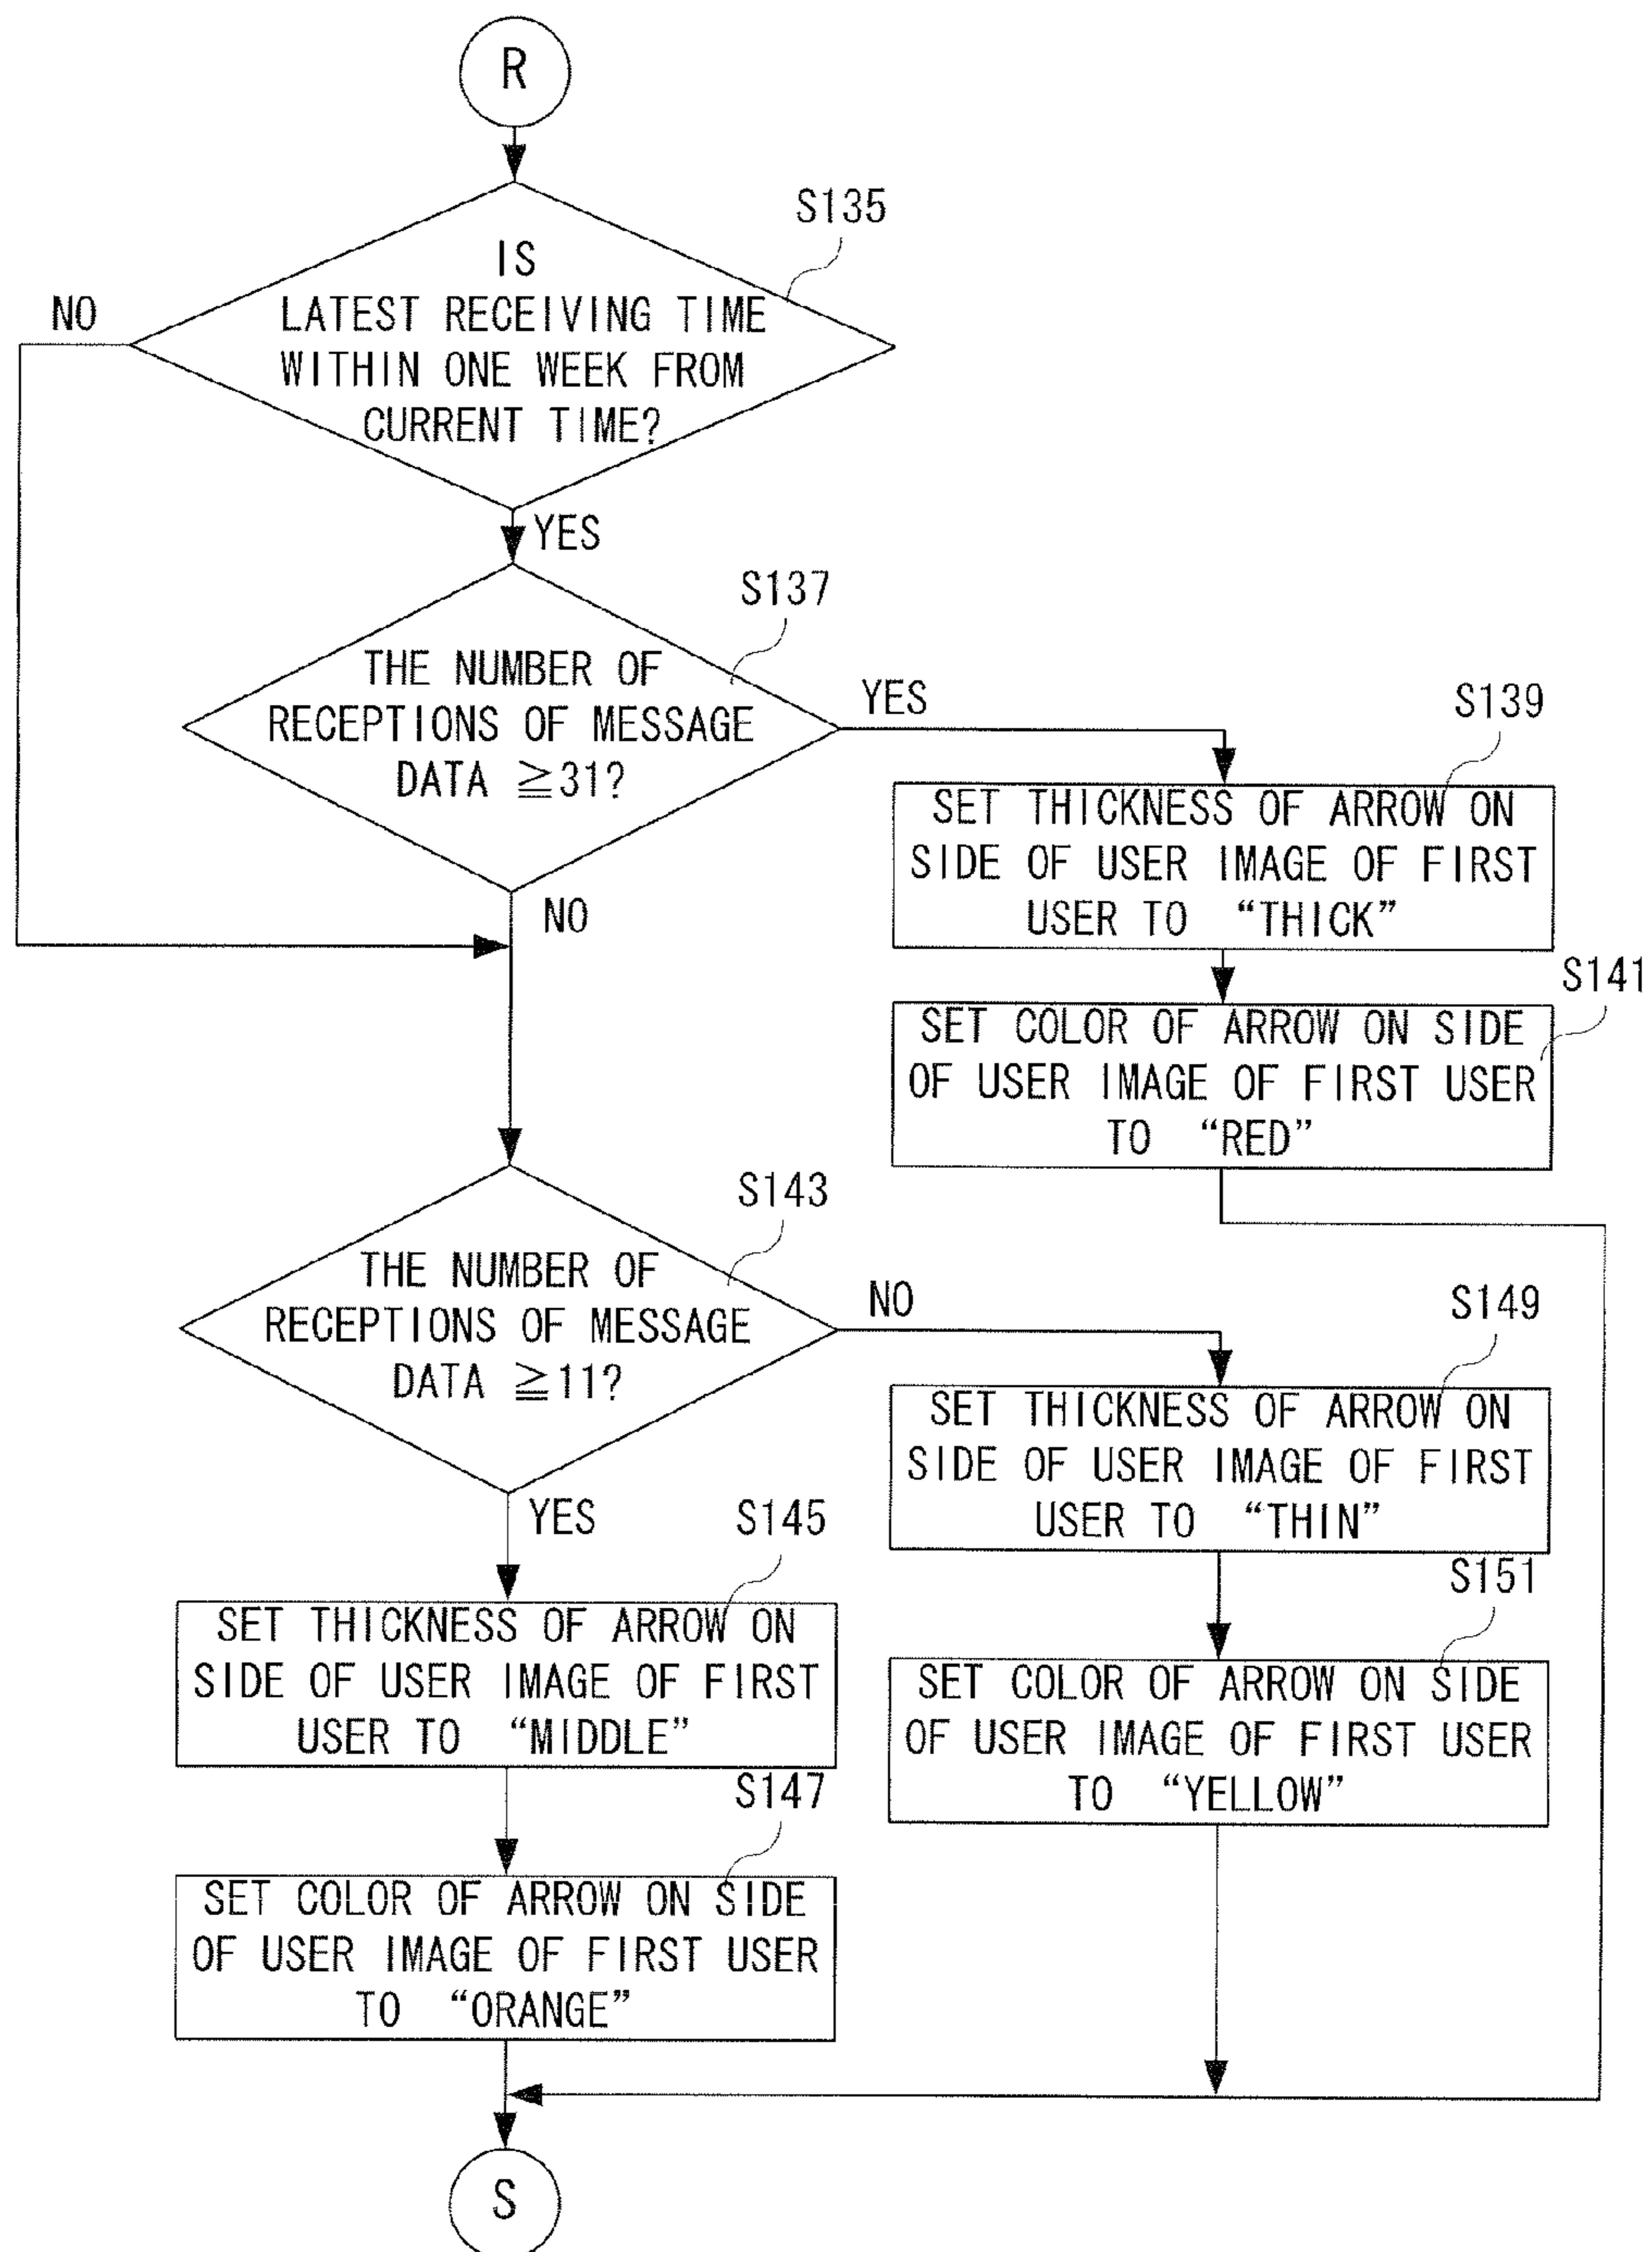 R
S135
IS
LATEST RECEIVING TIME
WITHIN ONE WEEK FROM
CURRENT TIME?
NO
YES
S137
THE NUMBER OF
RECEPTIONS OF MESSAGE
DATA ≧31?
YES
NO
S139
SET THICKNESS OF ARROW ON
SIDE OF USER IMAGE OF FIRST
USER TO “THICK”
S141
SET COLOR OF ARROW ON SIDE
OF USER IMAGE OF FIRST USER
TO “RED”
S143
THE NUMBER OF
RECEPTIONS OF MESSAGE
DATA ≧11?
NO
YES
S149
SET THICKNESS OF ARROW ON
SIDE OF USER IMAGE OF FIRST
USER TO “THIN”
S151
SET COLOR OF ARROW ON SIDE
OF USER IMAGE OF FIRST USER
TO “YELLOW”
S145
SET THICKNESS OF ARROW ON
SIDE OF USER IMAGE OF FIRST
USER TO “MIDDLE”
S147
SET COLOR OF ARROW ON SIDE
OF USER IMAGE OF FIRST USER
TO “ORANGE”
S